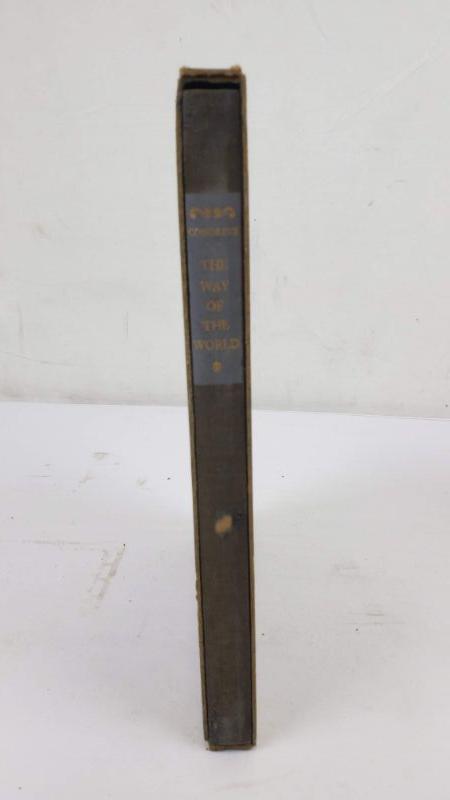 CONGREVE
THE
WAY
OF
THE
WORLD